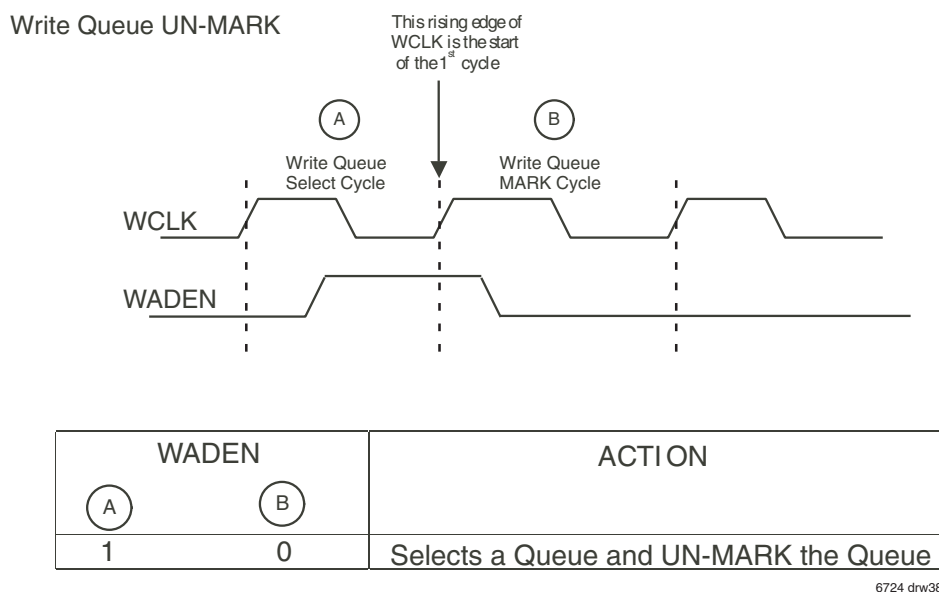 Write Queue UN-MARK
This rising edge of
WCLK is the start
of the 1st cycle
A
B
Write Queue
Select Cycle
Write Queue
MARK Cycle
WCLK
WADEN
WADEN
ACTION
A
B
1
0
Selects a Queue and UN-MARK the Queue
6724 drw38